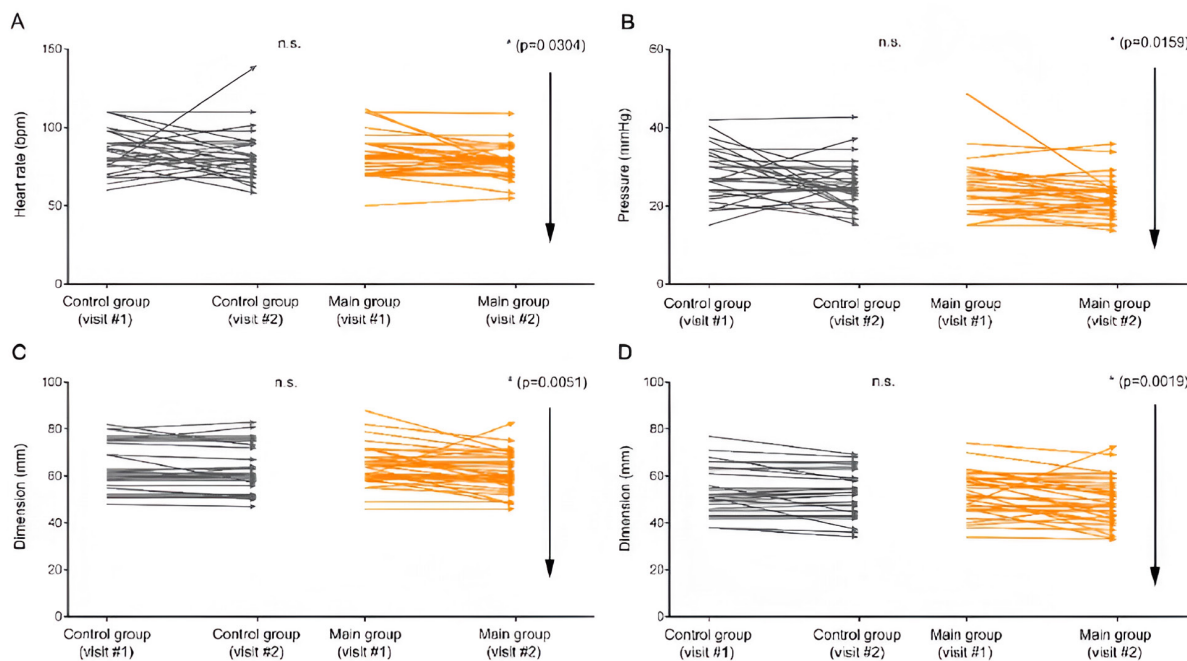 A
n.s.
* (p=0.0304)
150
100
50
0
Heart rate (bpm)
Control group
(visit #1)
Control group
(visit #2)
Main group
(visit #1)
Main group
(visit #2)
B
n.s.
* (p=0.0159)
60
40
20
0
Pressure (mmHg)
Control group
(visit #1)
Control group
(visit #2)
Main group
(visit #1)
Main group
(visit #2)
C
n.s.
* (p=0.0051)
100
80
60
40
20
0
Dimension (mm)
Control group
(visit #1)
Control group
(visit #2)
Main group
(visit #1)
Main group
(visit #2)
D
n.s.
* (p=0.0019)
100
80
60
40
20
0
Dimension (mm)
Control group
(visit #1)
Control group
(visit #2)
Main group
(visit #1)
Main group
(visit #2)